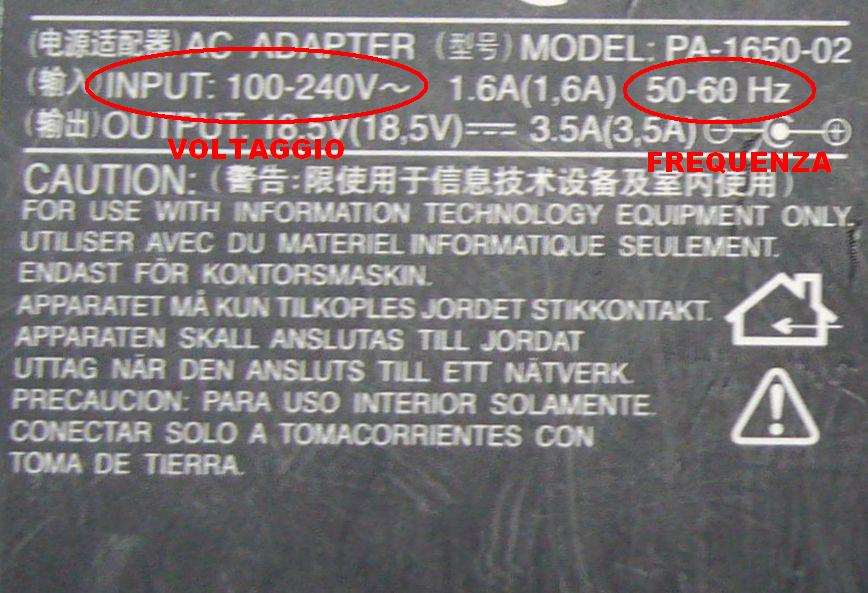 (电源适配器)AC ADAPTER (型号)MODEL: PA-1650-02
(输入)INPUT: 100-240V~ 1.6A(1,6A) 50-60 Hz
(输出)OUTPUT: 18.5V(18,5V)⎓ 3.5A(3,5A)
VOLTAGGIO
FREQUENZA
CAUTION: (警告:限使用于信息技术设备及室内使用)
FOR USE WITH INFORMATION TECHNOLOGY EQUIPMENT ONLY.
UTILISER AVEC DU MATERIEL INFORMATIQUE SEULEMENT.
ENDAST FÖR KONTORSMASKIN.
APPARATET MÅ KUN TILKOPLES JORDET STIKKONTAKT.
APPARATEN SKALL ANSLUTAS TILL JORDAT
UTTAG NÄR DEN ANSLUTS TILL ETT NÄTVERK.
PRECAUCION: PARA USO INTERIOR SOLAMENTE.
CONECTAR SOLO A TOMACORRIENTES CON
TOMA DE TIERRA.